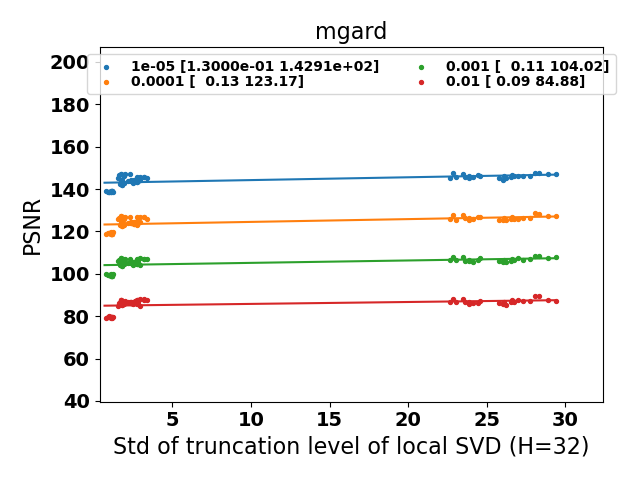 mgard
1e-05 [1.3000e-01 1.4291e+02]
0.0001 [  0.13 123.17]
0.001 [  0.11 104.02]
0.01 [ 0.09 84.88]
200
180
160
140
120
100
80
60
40
PSNR
5 10 15 20 25 30
Std of truncation level of local SVD (H=32)